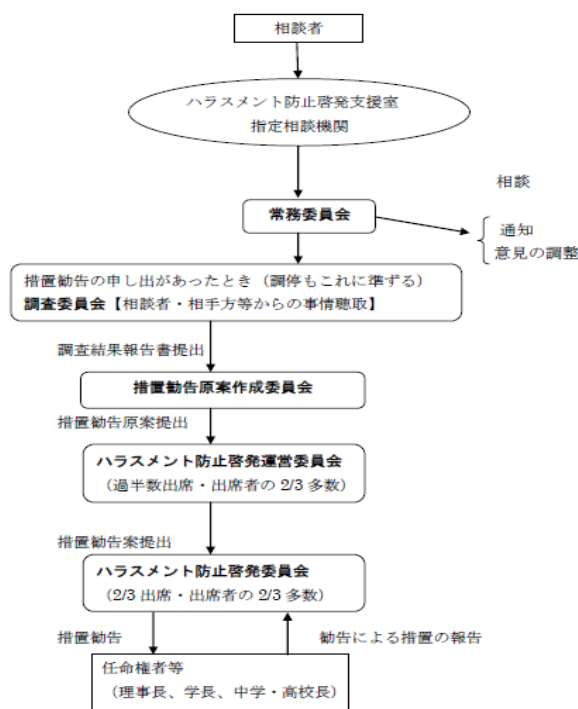 相談者
ハラスメント防止啓発支援室
指定相談機関
相談
常務委員会
通知
意見の調整
措置勧告の申し出があったとき（調停もこれに準ずる）
調査委員会【相談者・相手方等からの事情聴取】
調査結果報告書提出
措置勧告原案作成委員会
措置勧告原案提出
ハラスメント防止啓発運営委員会
（過半数出席・出席者の 2/3 多数）
措置勧告案提出
ハラスメント防止啓発委員会
（2/3 出席・出席者の 2/3 多数）
措置勧告
勧告による措置の報告
任命権者等
（理事長、学長、中学・高校長）